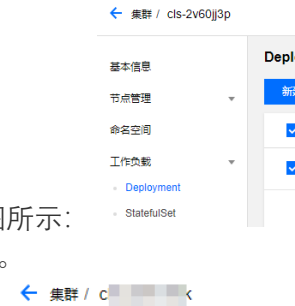 ← 集群 / cls-2v60jj3p
基本信息
Depl
节点管理
新
命名空间
工作负载
Deployment
StatefulSet
图所示：
。
← 集群 / c k